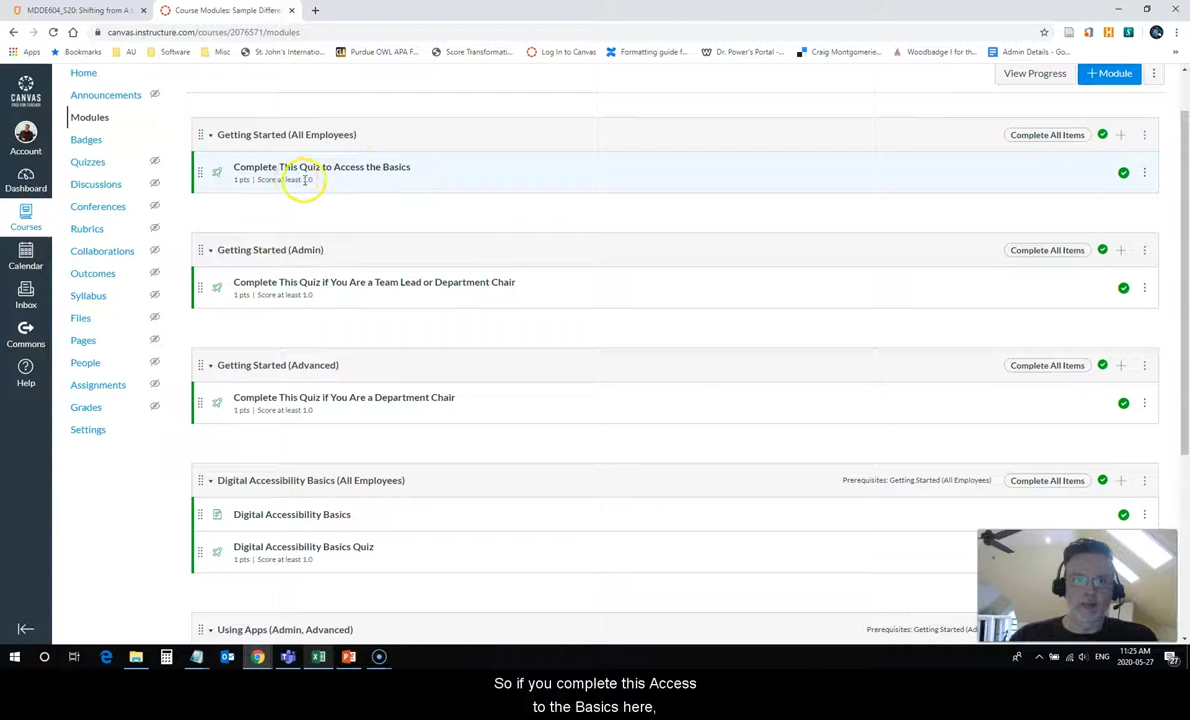 MDDE604_S20: Shifting from A I
Course Modules: Sample Differe
canvas.instructure.com/courses/2076571/modules
Apps
AU
Software
Misc
St. John's Internatio...
Purdue OWL APA F...
Score Transformati...
Log In to Canvas
Formatting guide f...
Dr. Power's Portal -...
Craig Montgomerie...
Woodbadge I for th...
Admin Details - Go...
CANVAS
Account
Dashboard
Courses
Calendar
Inbox
Commons
Help
Home
Announcements
Modules
Badges
Quizzes
Discussions
Conferences
Rubrics
Collaborations
Outcomes
Syllabus
Files
Pages
People
Assignments
Grades
Settings
View Progress
+ Module
Getting Started (All Employees)
Complete All Items
Complete This Quiz to Access the Basics
1 pts | Score at least 1.0
Getting Started (Admin)
Complete All Items
Complete This Quiz if You Are a Team Lead or Department Chair
1 pts | Score at least 1.0
Getting Started (Advanced)
Complete All Items
Complete This Quiz if You Are a Department Chair
1 pts | Score at least 1.0
Digital Accessibility Basics (All Employees)
Prerequisites: Getting Started (All Employees)
Complete All Items
Digital Accessibility Basics
Digital Accessibility Basics Quiz
1 pts | Score at least 1.0
Using Apps (Admin, Advanced)
Prerequisites: Getting Started (Ad
ENG
11:25 AM
2020-05-27
27
So if you complete this Access
to the Basics here,